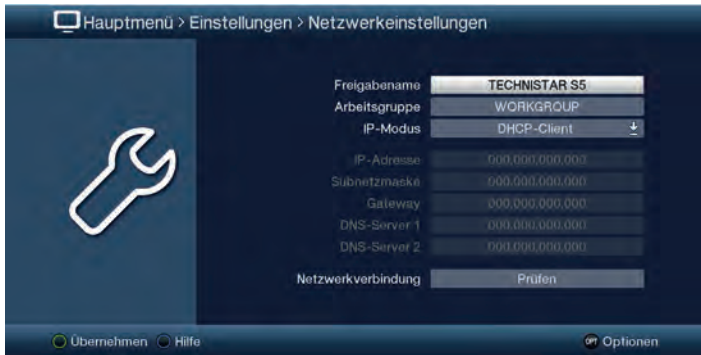 Hauptmenü > Einstellungen > Netzwerkeinstellungen
Freigabename TECHNISTAR S5
Arbeitsgruppe WORKGROUP
IP-Modus DHCP-Client
IP-Adresse 000.000.000.000
Subnetzmaske 000.000.000.000
Gateway 000.000.000.000
DNS-Server 1 000.000.000.000
DNS-Server 2 000.000.000.000
Netzwerkverbindung Prüfen
Übernehmen Hilfe OPT Optionen